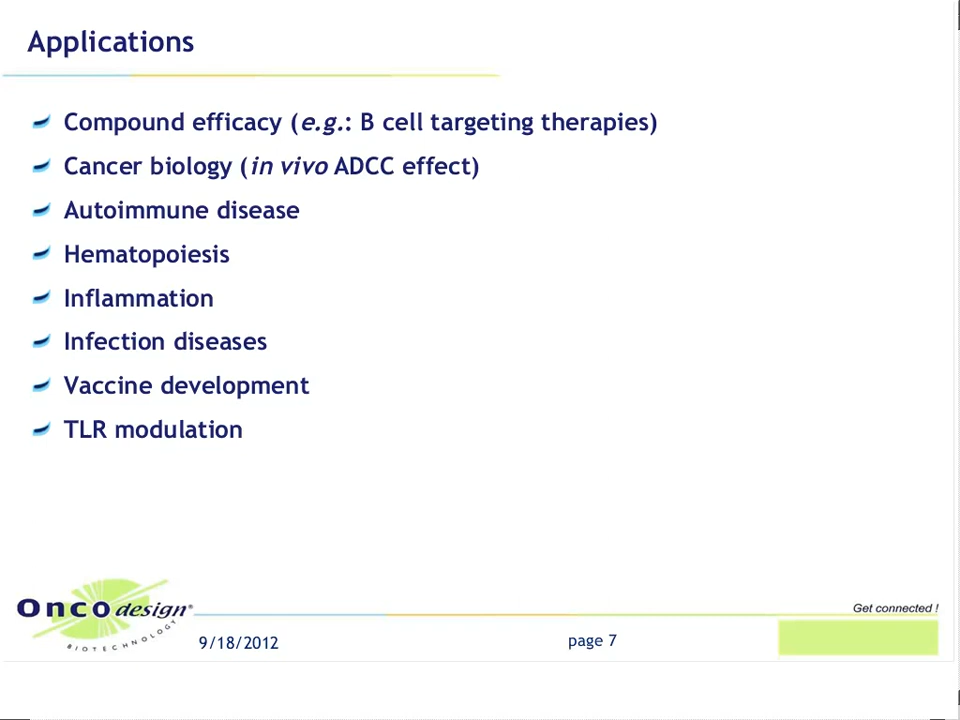 Applications
Compound efficacy (e.g.: B cell targeting therapies)
Cancer biology (in vivo ADCC effect)
Autoimmune disease
Hematopoiesis
Inflammation
Infection diseases
Vaccine development
TLR modulation
Oncodesign®
BIOTECHNOLOGY
Get connected !
9/18/2012
page 7